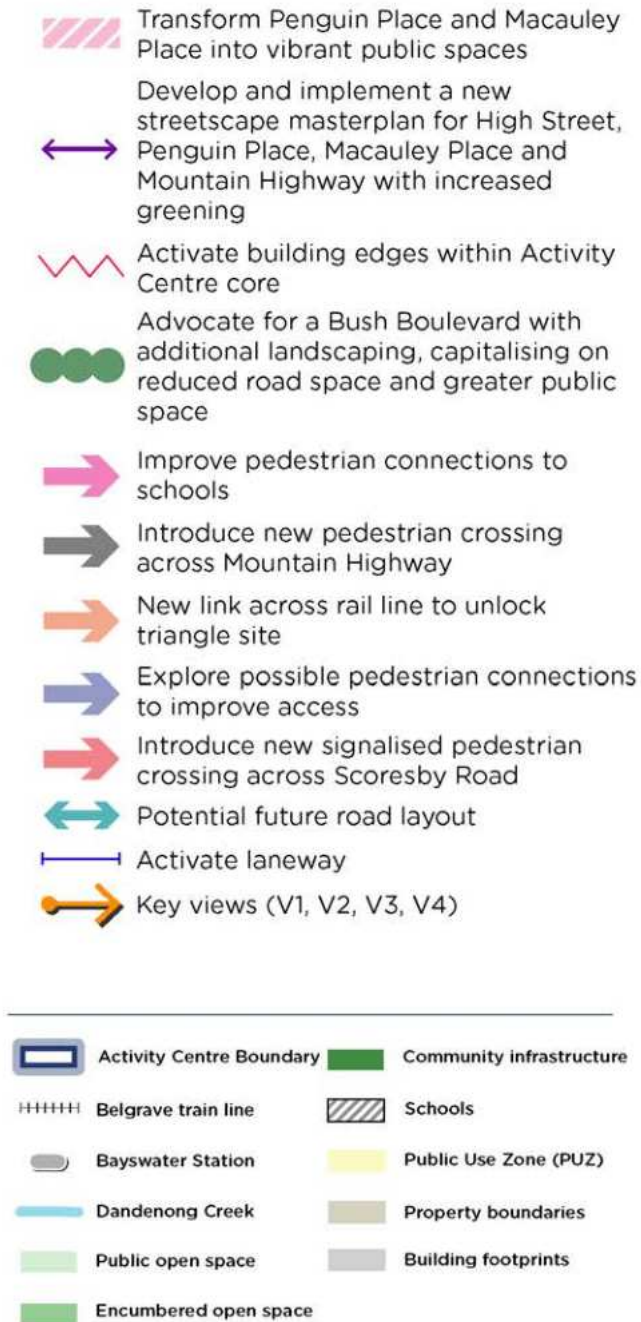 Transform Penguin Place and Macauley
Place into vibrant public spaces
Develop and implement a new
streetscape masterplan for High Street,
Penguin Place, Macauley Place and
Mountain Highway with increased
greening
Activate building edges within Activity
Centre core
Advocate for a Bush Boulevard with
additional landscaping, capitalising on
reduced road space and greater public
space
Improve pedestrian connections to
schools
Introduce new pedestrian crossing
across Mountain Highway
New link across rail line to unlock
triangle site
Explore possible pedestrian connections
to improve access
Introduce new signalised pedestrian
crossing across Scoresby Road
Potential future road layout
Activate laneway
Key views (V1, V2, V3, V4)
Activity Centre Boundary
Belgrave train line
Bayswater Station
Dandenong Creek
Public open space
Encumbered open space
Community infrastructure
Schools
Public Use Zone (PUZ)
Property boundaries
Building footprints